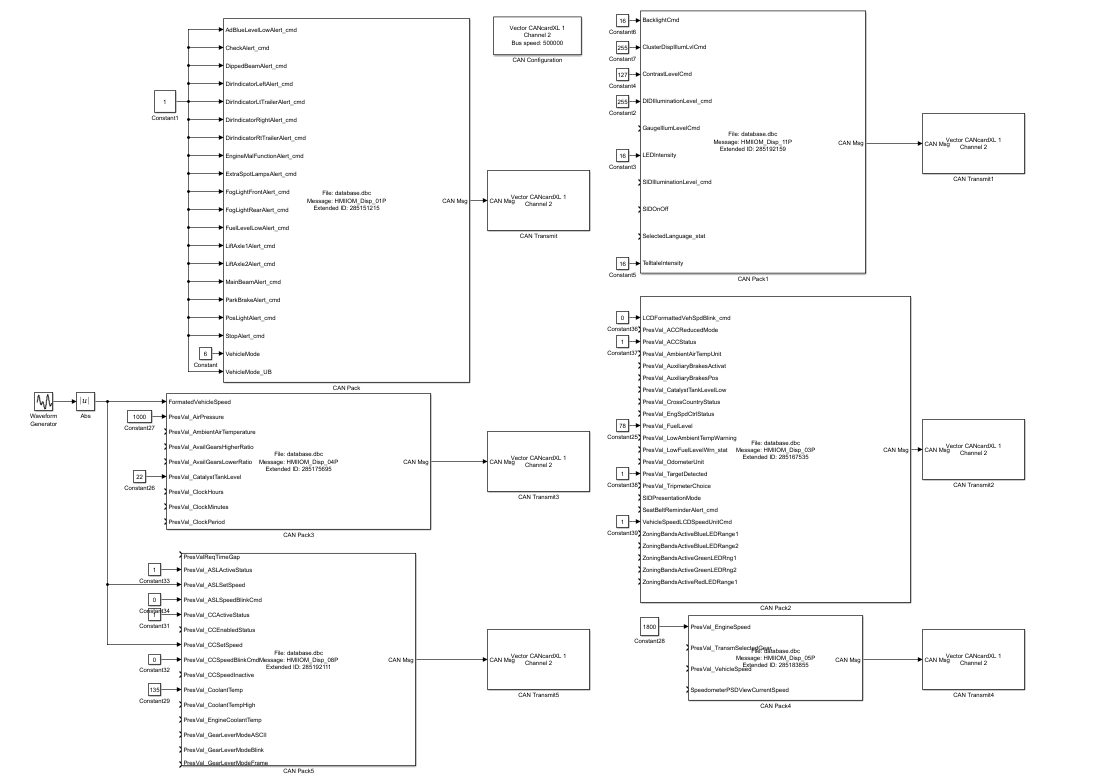 AdBlueLevelLowAlert_cmd
CheckAlert_cmd
DippedBeamAlert_cmd
DirIndicatorLeftAlert_cmd
DirIndicatorLtTrailerAlert_cmd
DirIndicatorRightAlert_cmd
DirIndicatorRtTrailerAlert_cmd
EngineMalFunctionAlert_cmd
ExtraSpotLampsAlert_cmd
FogLightFrontAlert_cmd
FogLightRearAlert_cmd
FuelLevelLowAlert_cmd
LiftAxle1Alert_cmd
LiftAxle2Alert_cmd
MainBeamAlert_cmd
ParkBrakeAlert_cmd
PosLightAlert_cmd
StopAlert_cmd
VehicleMode
VehicleMode_UB
1
Constant1
6
Constant
File: database.dbc
Message: HMIIOM_Disp_01P
Extended ID: 285151215
CAN Msg
CAN Pack
Vector CANcardXL 1
Channel 2
Bus speed: 500000
CAN Configuration
CAN Msg
Vector CANcardXL 1
Channel 2
CAN Transmit
16
Constant6
255
Constant7
127
Constant4
255
Constant2
16
Constant3
16
Constant5
BacklightCmd
ClusterDispIllumLvlCmd
ContrastLevelCmd
DIDIlluminationLevel_cmd
GaugeIllumLevelCmd
LEDIntensity
SIDIlluminationLevel_cmd
SIDOnOff
SelectedLanguage_stat
TelltaleIntensity
File: database.dbc
Message: HMIIOM_Disp_11P
Extended ID: 285192159
CAN Msg
CAN Pack1
CAN Msg
Vector CANcardXL 1
Channel 2
CAN Transmit1
Waveform
Generator
|u|
Abs
1000
Constant27
22
Constant26
FormatedVehicleSpeed
PresVal_AirPressure
PresVal_AmbientAirTemperature
PresVal_AvailGearsHigherRatio
PresVal_AvailGearsLowerRatio
PresVal_CatalystTankLevel
PresVal_ClockHours
PresVal_ClockMinutes
PresVal_ClockPeriod
File: database.dbc
Message: HMIIOM_Disp_04P
Extended ID: 285175695
CAN Msg
CAN Pack3
CAN Msg
Vector CANcardXL 1
Channel 2
CAN Transmit3
0
Constant36
1
Constant37
78
Constant25
1
Constant38
1
Constant39
LCDFormattedVehSpdBlink_cmd
PresVal_ACCReducedMode
PresVal_ACCStatus
PresVal_AmbientAirTempUnit
PresVal_AuxiliaryBrakesActivat
PresVal_AuxiliaryBrakesPos
PresVal_CatalystTankLevelLow
PresVal_CrossCountryStatus
PresVal_EngSpdCtrlStatus
PresVal_FuelLevel
PresVal_LowAmbientTempWarning
PresVal_LowFuelLevelWrn_stat
PresVal_OdometerUnit
PresVal_TargetDetected
PresVal_TripmeterChoice
SIDPresentationMode
SeatBeltReminderAlert_cmd
VehicleSpeedLCDSpeedUnitCmd
ZoningBandsActiveBlueLEDRange1
ZoningBandsActiveBlueLEDRange2
ZoningBandsActiveGreenLEDRng1
ZoningBandsActiveGreenLEDRng2
ZoningBandsActiveRedLEDRange1
File: database.dbc
Message: HMIIOM_Disp_03P
Extended ID: 285167535
CAN Msg
CAN Pack2
CAN Msg
Vector CANcardXL 1
Channel 2
CAN Transmit2
1
Constant33
0
Constant34
Constant31
0
Constant32
135
Constant29
PresValReqTimeGap
PresVal_ASLActiveStatus
PresVal_ASLSetSpeed
PresVal_ASLSpeedBlinkCmd
PresVal_CCActiveStatus
PresVal_CCEnabledStatus
PresVal_CCSetSpeed
PresVal_CCSpeedBlinkCmd
PresVal_CCSpeedInactive
PresVal_CoolantTemp
PresVal_CoolantTempHigh
PresVal_EngineCoolantTemp
PresVal_GearLeverModeASCII
PresVal_GearLeverModeBlink
PresVal_GearLeverModeFrame
File: database.dbc
Message: HMIIOM_Disp_08P
Extended ID: 285192111
CAN Msg
CAN Pack5
CAN Msg
Vector CANcardXL 1
Channel 2
CAN Transmit5
1800
Constant28
PresVal_EngineSpeed
PresVal_TransmSelectedGear
PresVal_VehicleSpeed
SpeedometerPSDViewCurrentSpeed
File: database.dbc
Message: HMIIOM_Disp_05P
Extended ID: 285183855
CAN Msg
CAN Pack4
CAN Msg
Vector CANcardXL 1
Channel 2
CAN Transmit4